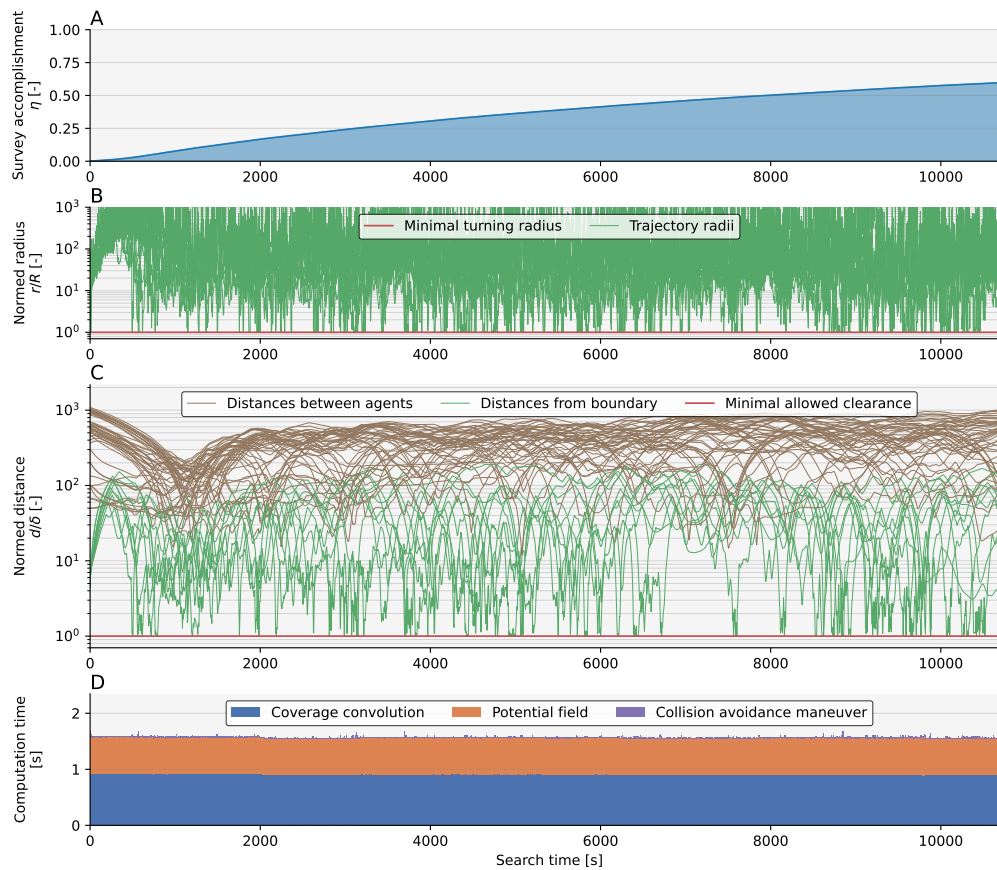 A
Survey accomplishment
η [-]
1.00
0.75
0.50
0.25
0.00
0 2000 4000 6000 8000 10000
B
Normed radius
r/R [-]
10³
10²
10¹
10⁰
Minimal turning radius Trajectory radii
0 2000 4000 6000 8000 10000
C
Normed distance
d/δ [-]
10³
10²
10¹
10⁰
Distances between agents Distances from boundary Minimal allowed clearance
0 2000 4000 6000 8000 10000
D
Computation time
[s]
2
1
0
Coverage convolution Potential field Collision avoidance maneuver
0 2000 4000 6000 8000 10000
Search time [s]